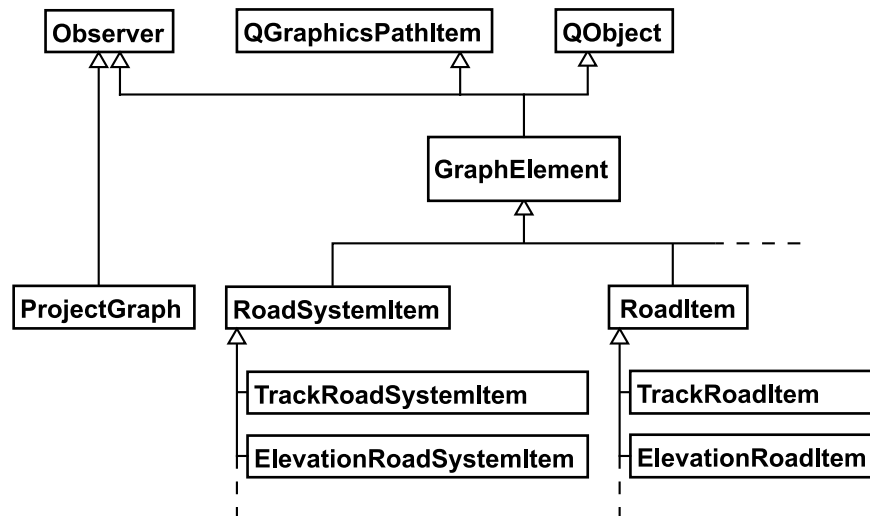 Observer
QGraphicsPathItem
QObject
GraphElement
ProjectGraph
RoadSystemItem
RoadItem
TrackRoadSystemItem
TrackRoadItem
ElevationRoadSystemItem
ElevationRoadItem